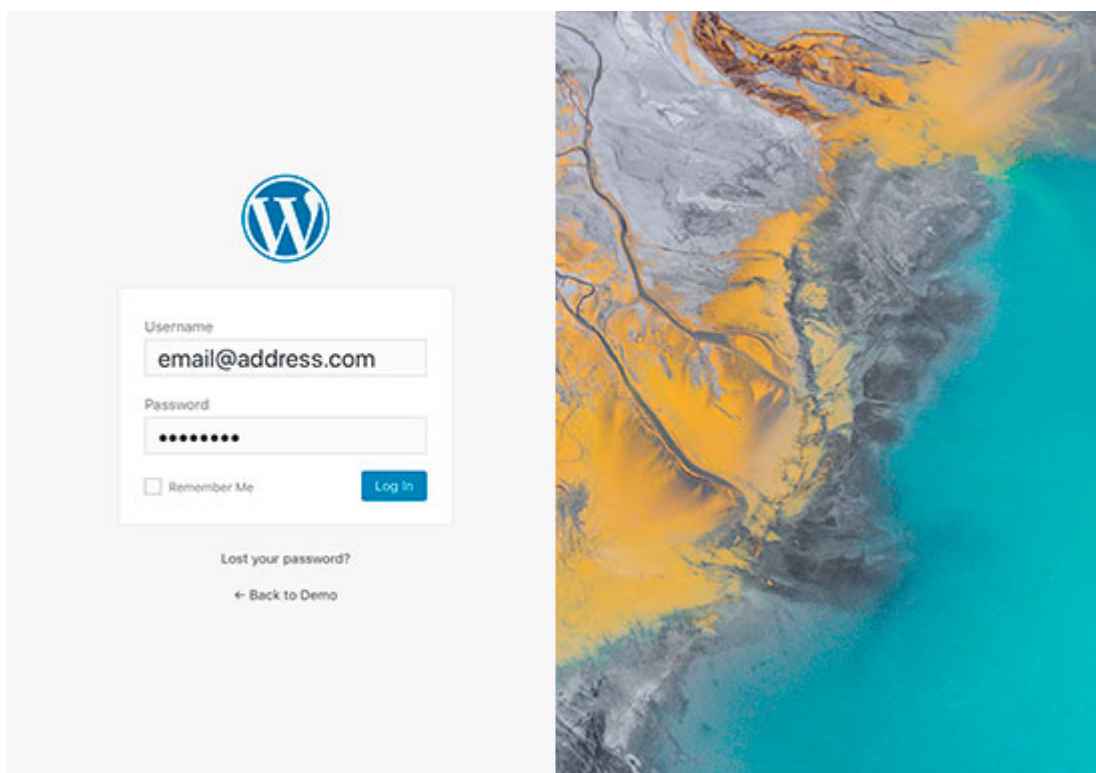 W
Username
email@address.com
Password
••••••••
Remember Me
Log In
Lost your password?
← Back to Demo